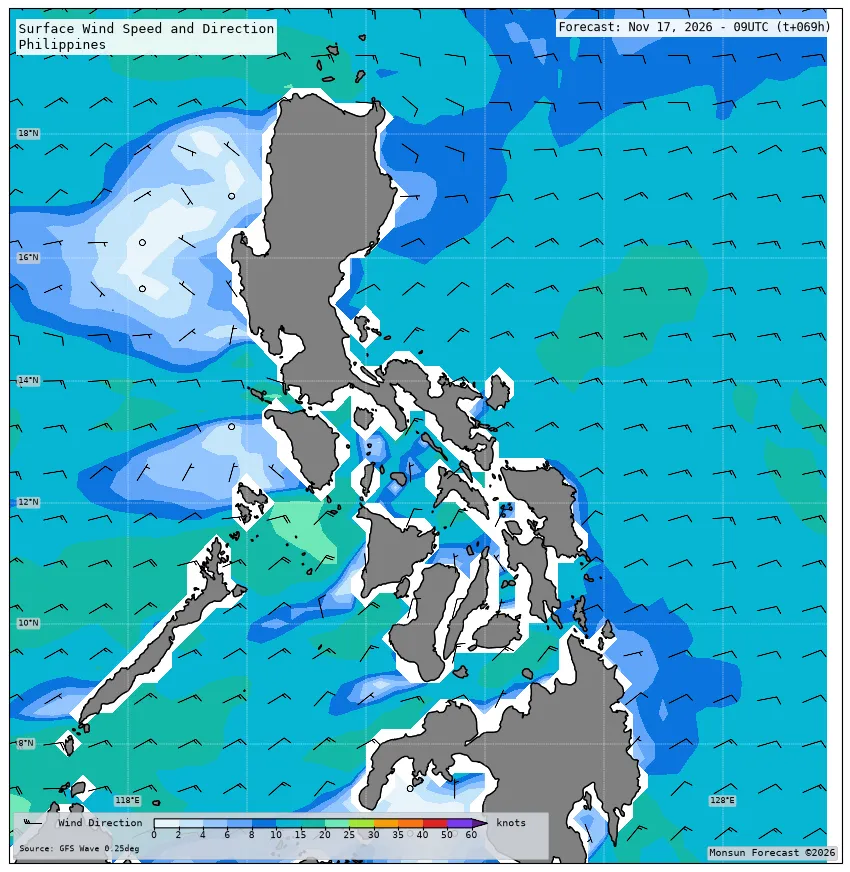 Surface Wind Speed and Direction
Philippines
Forecast: Nov 17, 2026 - 09UTC (t+069h)
18°N
16°N
14°N
12°N
10°N
8°N
118°E
128°E
Wind Direction
0 2 4 6 8 10 15 20 25 30 35 40 50 60
knots
Source: GFS Wave 0.25deg
Monsun Forecast ©2026